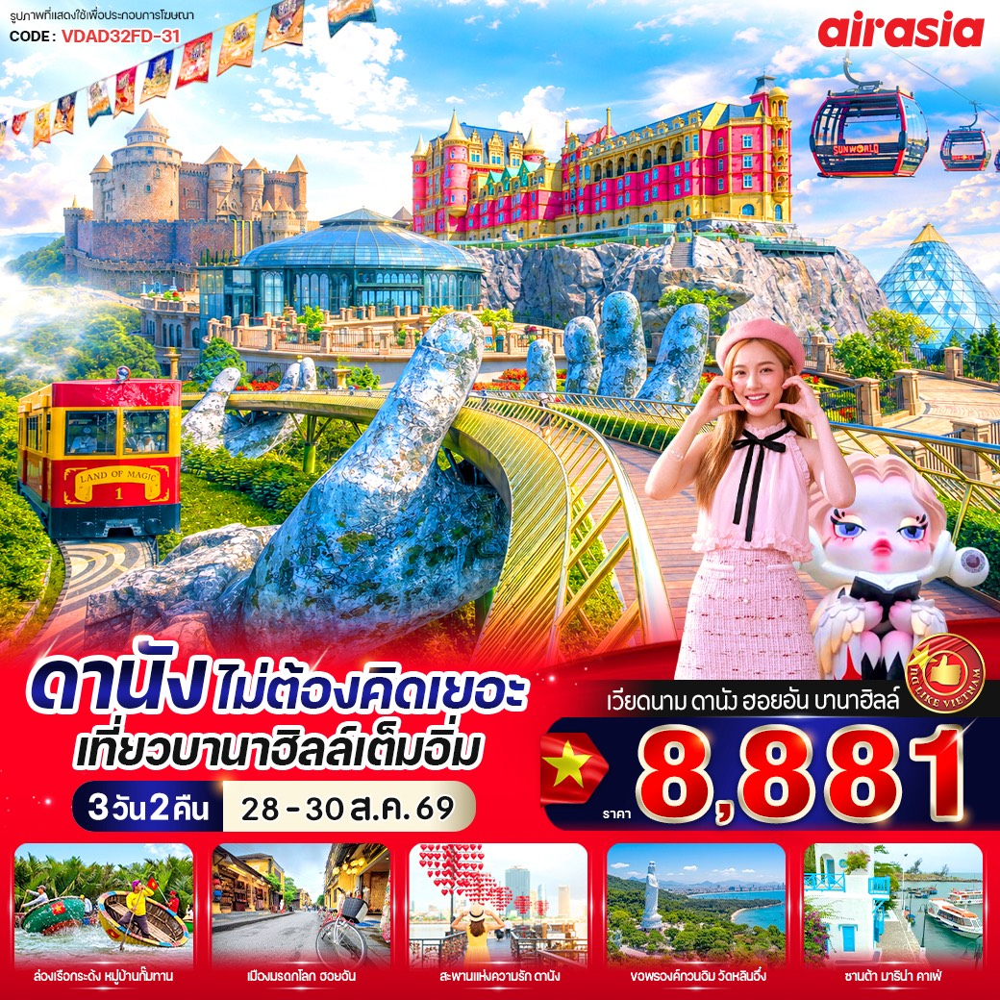 รูปภาพที่แสดงใช้เพื่อประกอบการโฆษณา
CODE : VDAD32FD-31
airasia
SUNWORLD
LAND OF MAGIC
1
ดานัง ไม่ต้องคิดเยอะ
เที่ยวบานาฮิลล์เต็มอิ่ม
3 วัน 2 คืน 28 - 30 ส.ค. 69
HG LIKE VIETNAM
เวียดนาม ดานัง ฮอยอัน บานาฮิลล์
ราคา 8,881
ล่องเรือกระด้ง หมู่บ้านกั๊มทาน
เมืองมรดกโลก ฮอยอัน
สะพานแห่งความรัก ดานัง
ขอพรองค์กวนอิม วัดหลินอึ๋ง
ซานต้า มารีน่า คาเฟ่